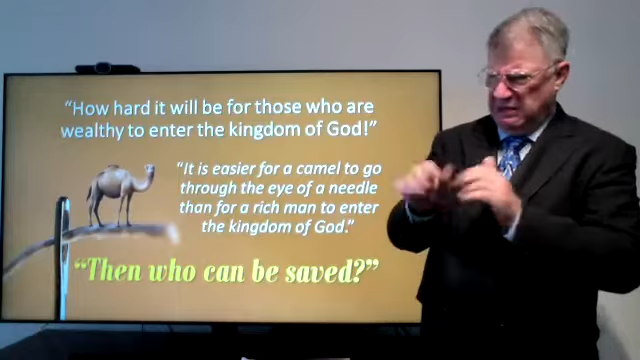 “How hard it will be for those who are
wealthy to enter the kingdom of God!”
“It is easier for a camel to go
through the eye of a needle
than for a rich man to enter
the kingdom of God.”
“Then who can be saved?”